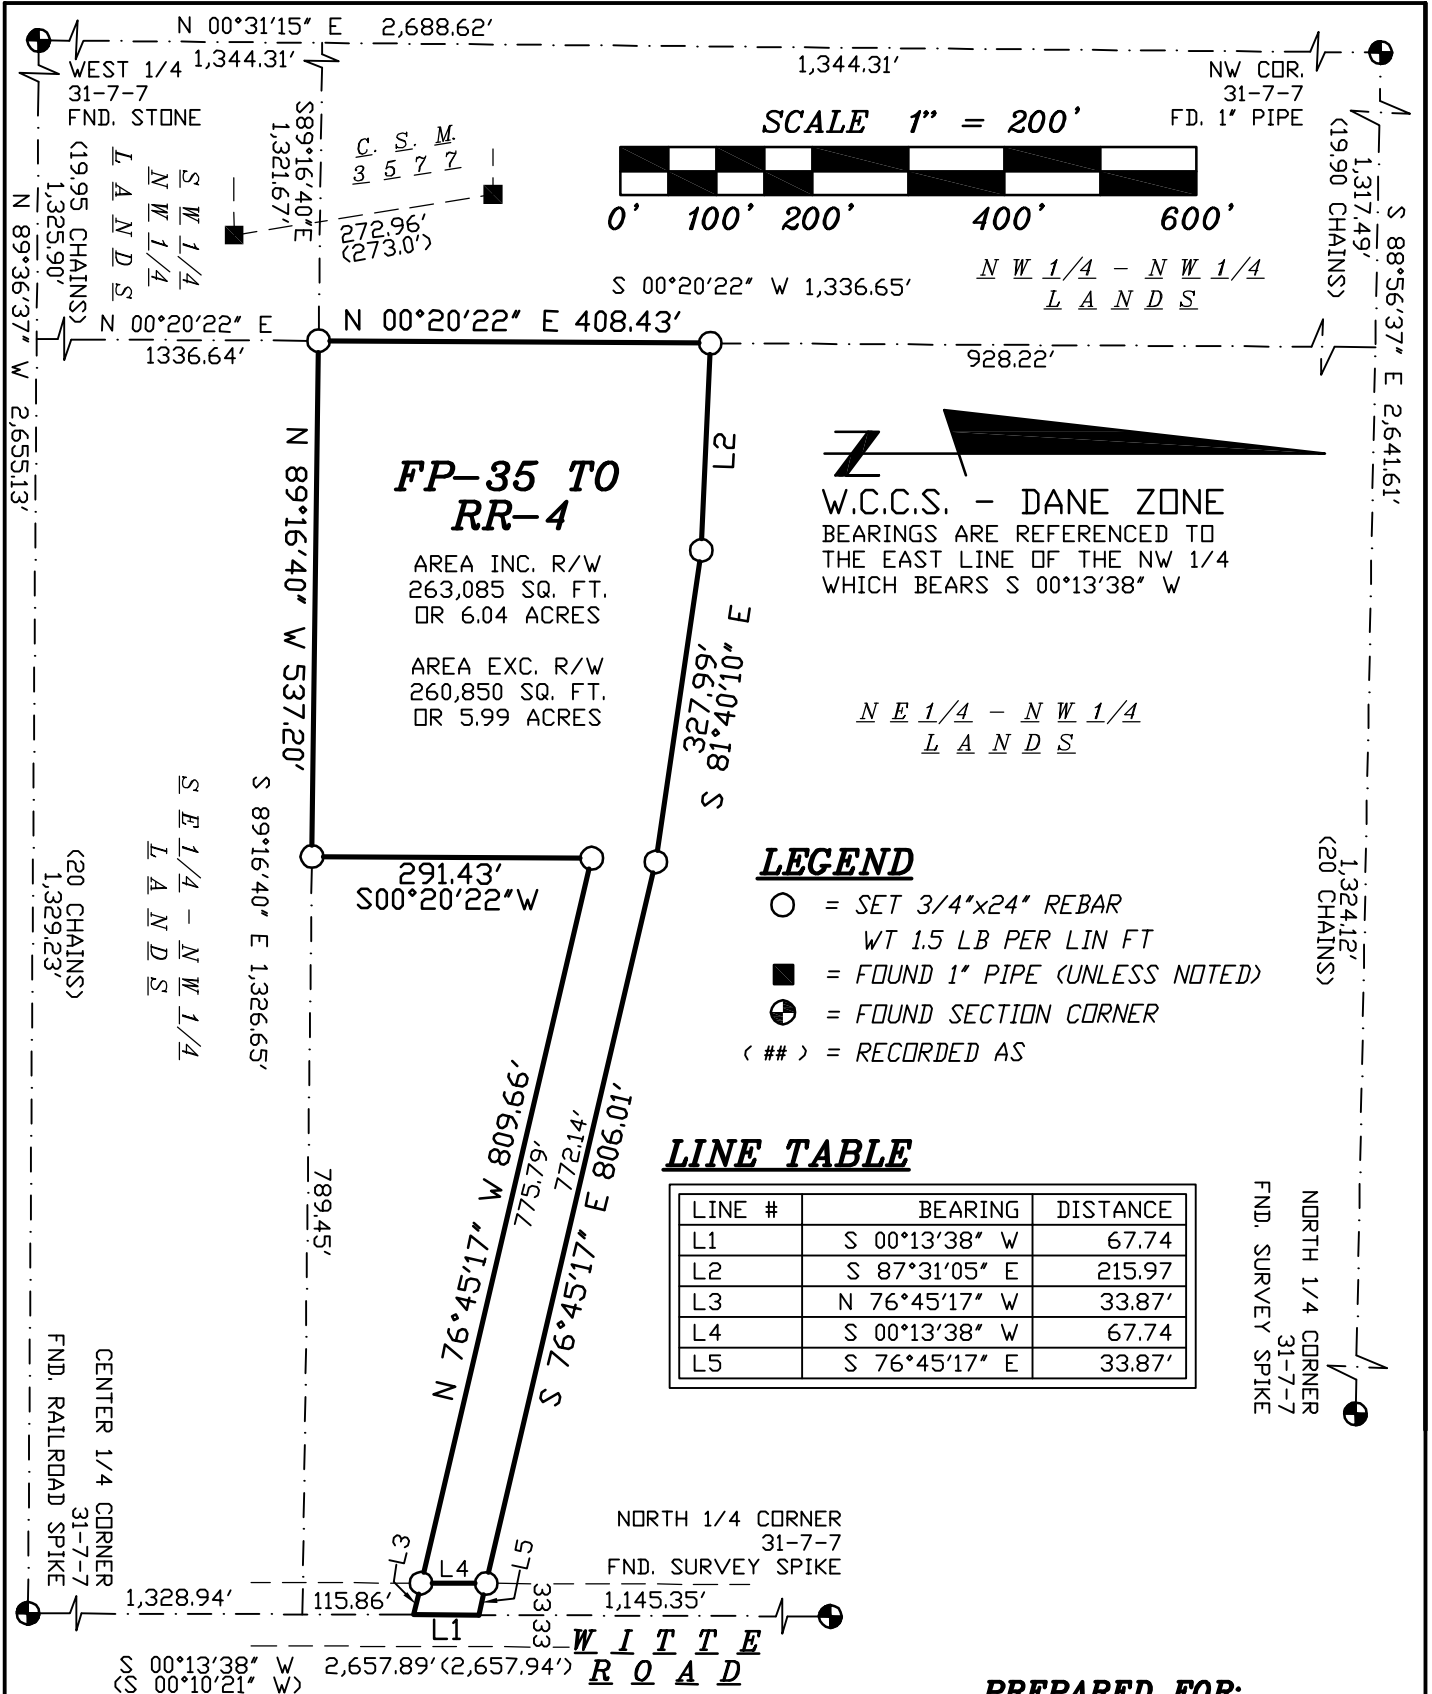 N 00°31'15" E 2,688.62'
1,344.31'
1,344.31'
WEST 1/4
31-7-7
FND. STONE
NW COR.
31-7-7
FD. 1" PIPE
S89°16'40"E
1,321.67'
C. S. M.
3 5 7 7
272.96'
(273.0')
SCALE 1" = 200'
0' 100' 200' 400' 600'
(19.90 CHAINS)
1,317.49'
S 88°56'37" E 2,641.61'
N 89°36'37" W 2,655.13'
(19.95 CHAINS)
1,325.90'
S W 1/4
N W 1/4
L A N D S
S 00°20'22" W 1,336.65'
N W 1/4 - N W 1/4
L A N D S
N 00°20'22" E
1336.64'
N 00°20'22" E 408.43'
928.22'
N 89°16'40" W 537.20'
L2
FP-35 TO
RR-4
AREA INC. R/W
263,085 SQ. FT.
OR 6.04 ACRES
AREA EXC. R/W
260,850 SQ. FT.
OR 5.99 ACRES
N
W.C.C.S. - DANE ZONE
BEARINGS ARE REFERENCED TO
THE EAST LINE OF THE NW 1/4
WHICH BEARS S 00°13'38" W
327.99'
S 81°40'10" E
N E 1/4 - N W 1/4
L A N D S
S E 1/4 - N W 1/4
L A N D S
S 89°16'40" E 1,326.65'
(20 CHAINS)
1,329.23'
291.43'
S00°20'22"W
LEGEND
= SET 3/4"x24" REBAR
WT 1.5 LB PER LIN FT
= FOUND 1" PIPE (UNLESS NOTED)
= FOUND SECTION CORNER
( ## ) = RECORDED AS
1,324.12'
(20 CHAINS)
N 76°45'17" W 809.66'
775.79'
772.14'
S 76°45'17" E 806.01'
789.45'
LINE TABLE
LINE # BEARING DISTANCE
L1 S 00°13'38" W 67.74
L2 S 87°31'05" E 215.97
L3 N 76°45'17" W 33.87'
L4 S 00°13'38" W 67.74
L5 S 76°45'17" E 33.87'
NORTH 1/4 CORNER
31-7-7
FND. SURVEY SPIKE
CENTER 1/4 CORNER
31-7-7
FND. RAILROAD SPIKE
NORTH 1/4 CORNER
31-7-7
FND. SURVEY SPIKE
L3
L4
L5
1,328.94'
115.86'
33
33
1,145.35'
L1
W I T T E
R O A D
S 00°13'38" W 2,657.89'(2,657.94')
(S 00°10'21" W)
PREPARED FOR: